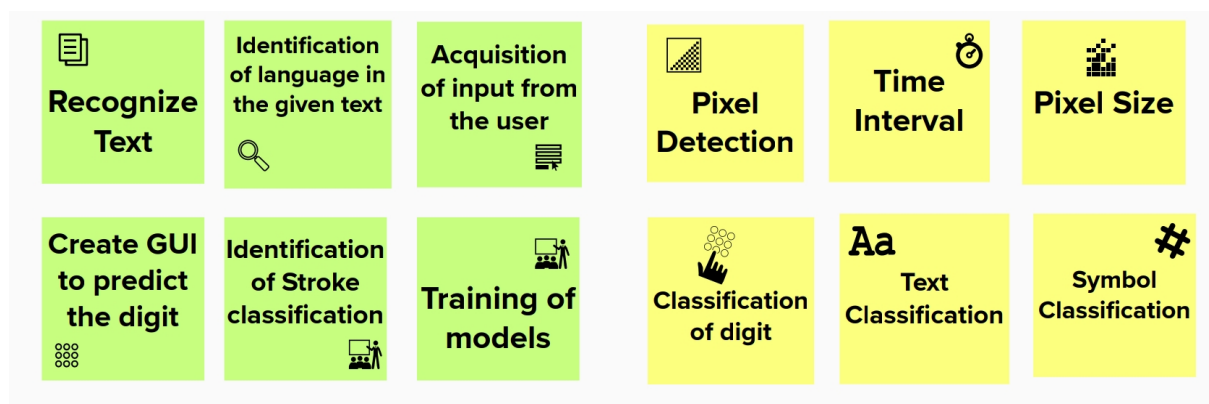 Recognize
Text
Identification
of language in
the given text
Acquisition
of input from
the user
Pixel
Detection
Time
Interval
Pixel Size
Create GUI
to predict
the digit
Identification
of Stroke
classification
Training of
models
Classification
of digit
Aa
Text
Classification
#
Symbol
Classification